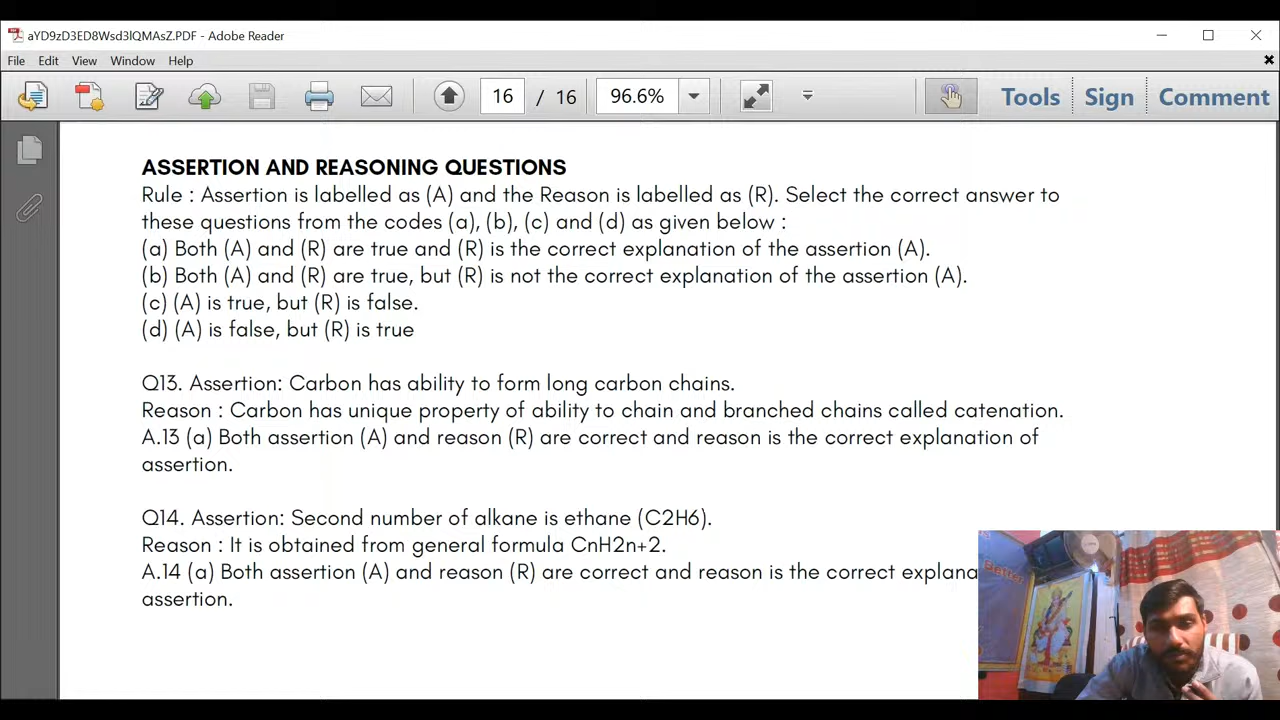 aYD9zD3ED8Wsd3lQMAsZ.PDF - Adobe Reader
File Edit View Window Help
16 / 16 96.6% Tools Sign Comment
ASSERTION AND REASONING QUESTIONS
Rule : Assertion is labelled as (A) and the Reason is labelled as (R). Select the correct answer to
these questions from the codes (a), (b), (c) and (d) as given below :
(a) Both (A) and (R) are true and (R) is the correct explanation of the assertion (A).
(b) Both (A) and (R) are true, but (R) is not the correct explanation of the assertion (A).
(c) (A) is true, but (R) is false.
(d) (A) is false, but (R) is true
Q13. Assertion: Carbon has ability to form long carbon chains.
Reason : Carbon has unique property of ability to chain and branched chains called catenation.
A.13 (a) Both assertion (A) and reason (R) are correct and reason is the correct explanation of
assertion.
Q14. Assertion: Second number of alkane is ethane (C2H6).
Reason : It is obtained from general formula CnH2n+2.
A.14 (a) Both assertion (A) and reason (R) are correct and reason is the correct explana
assertion.
Better